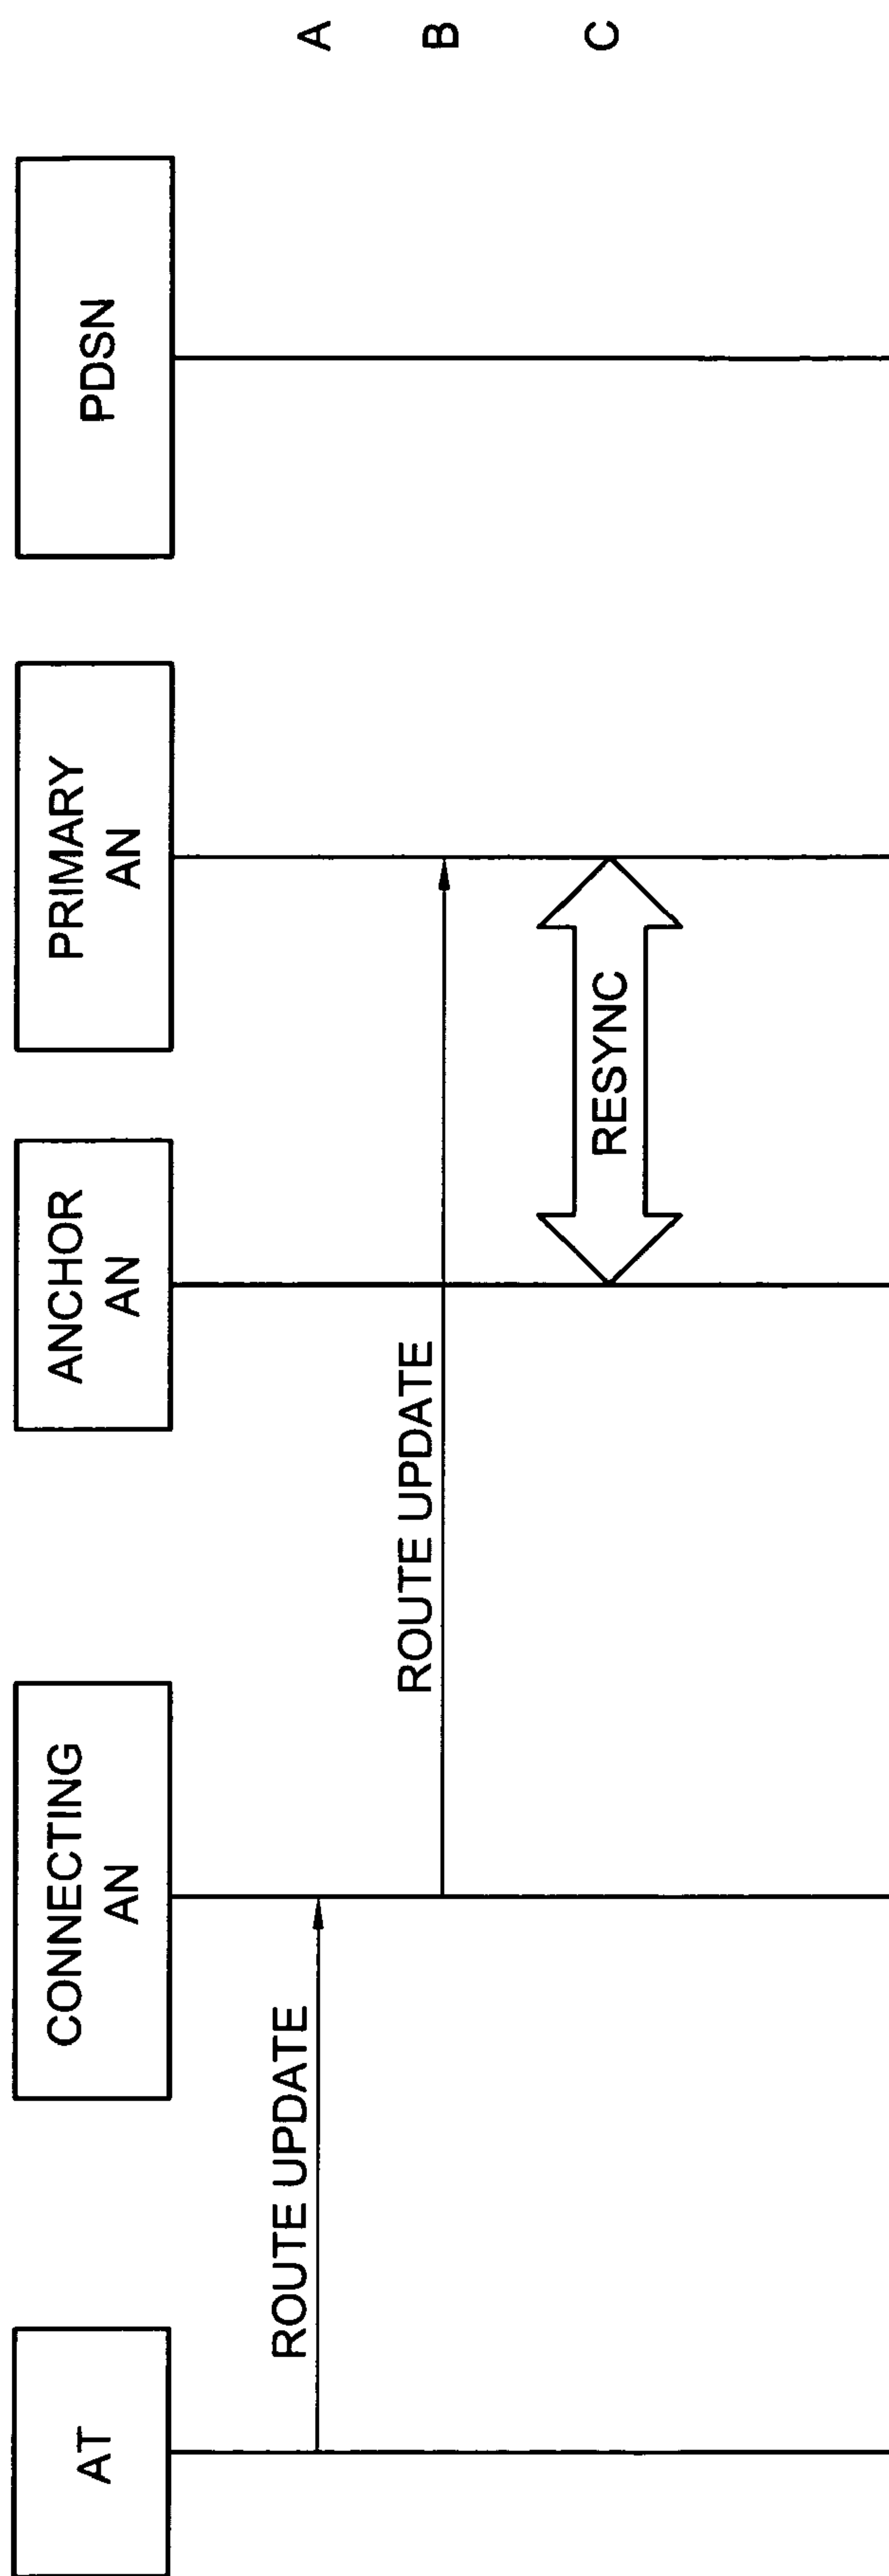 AT
CONNECTING
AN
ANCHOR
AN
PRIMARY
AN
PDSN
ROUTE UPDATE
A
ROUTE UPDATE
B
RESYNC
C